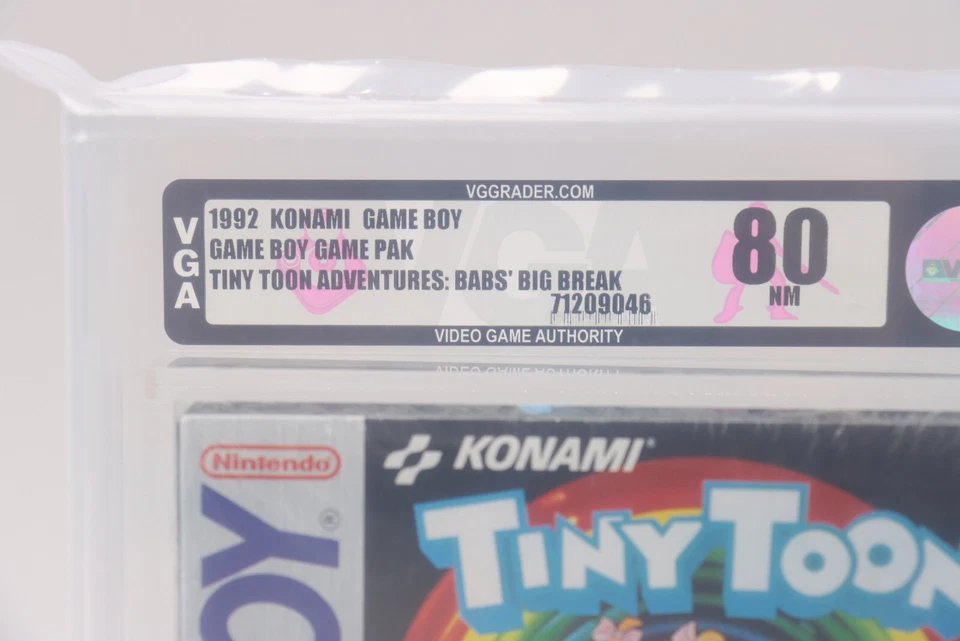 VGGRADER.COM
VGA
1992 KONAMI GAME BOY
GAME BOY GAME PAK
TINY TOON ADVENTURES: BABS' BIG BREAK
71209046
80
NM
VIDEO GAME AUTHORITY
Nintendo®
KONAMI®
TINY TOON
OY®